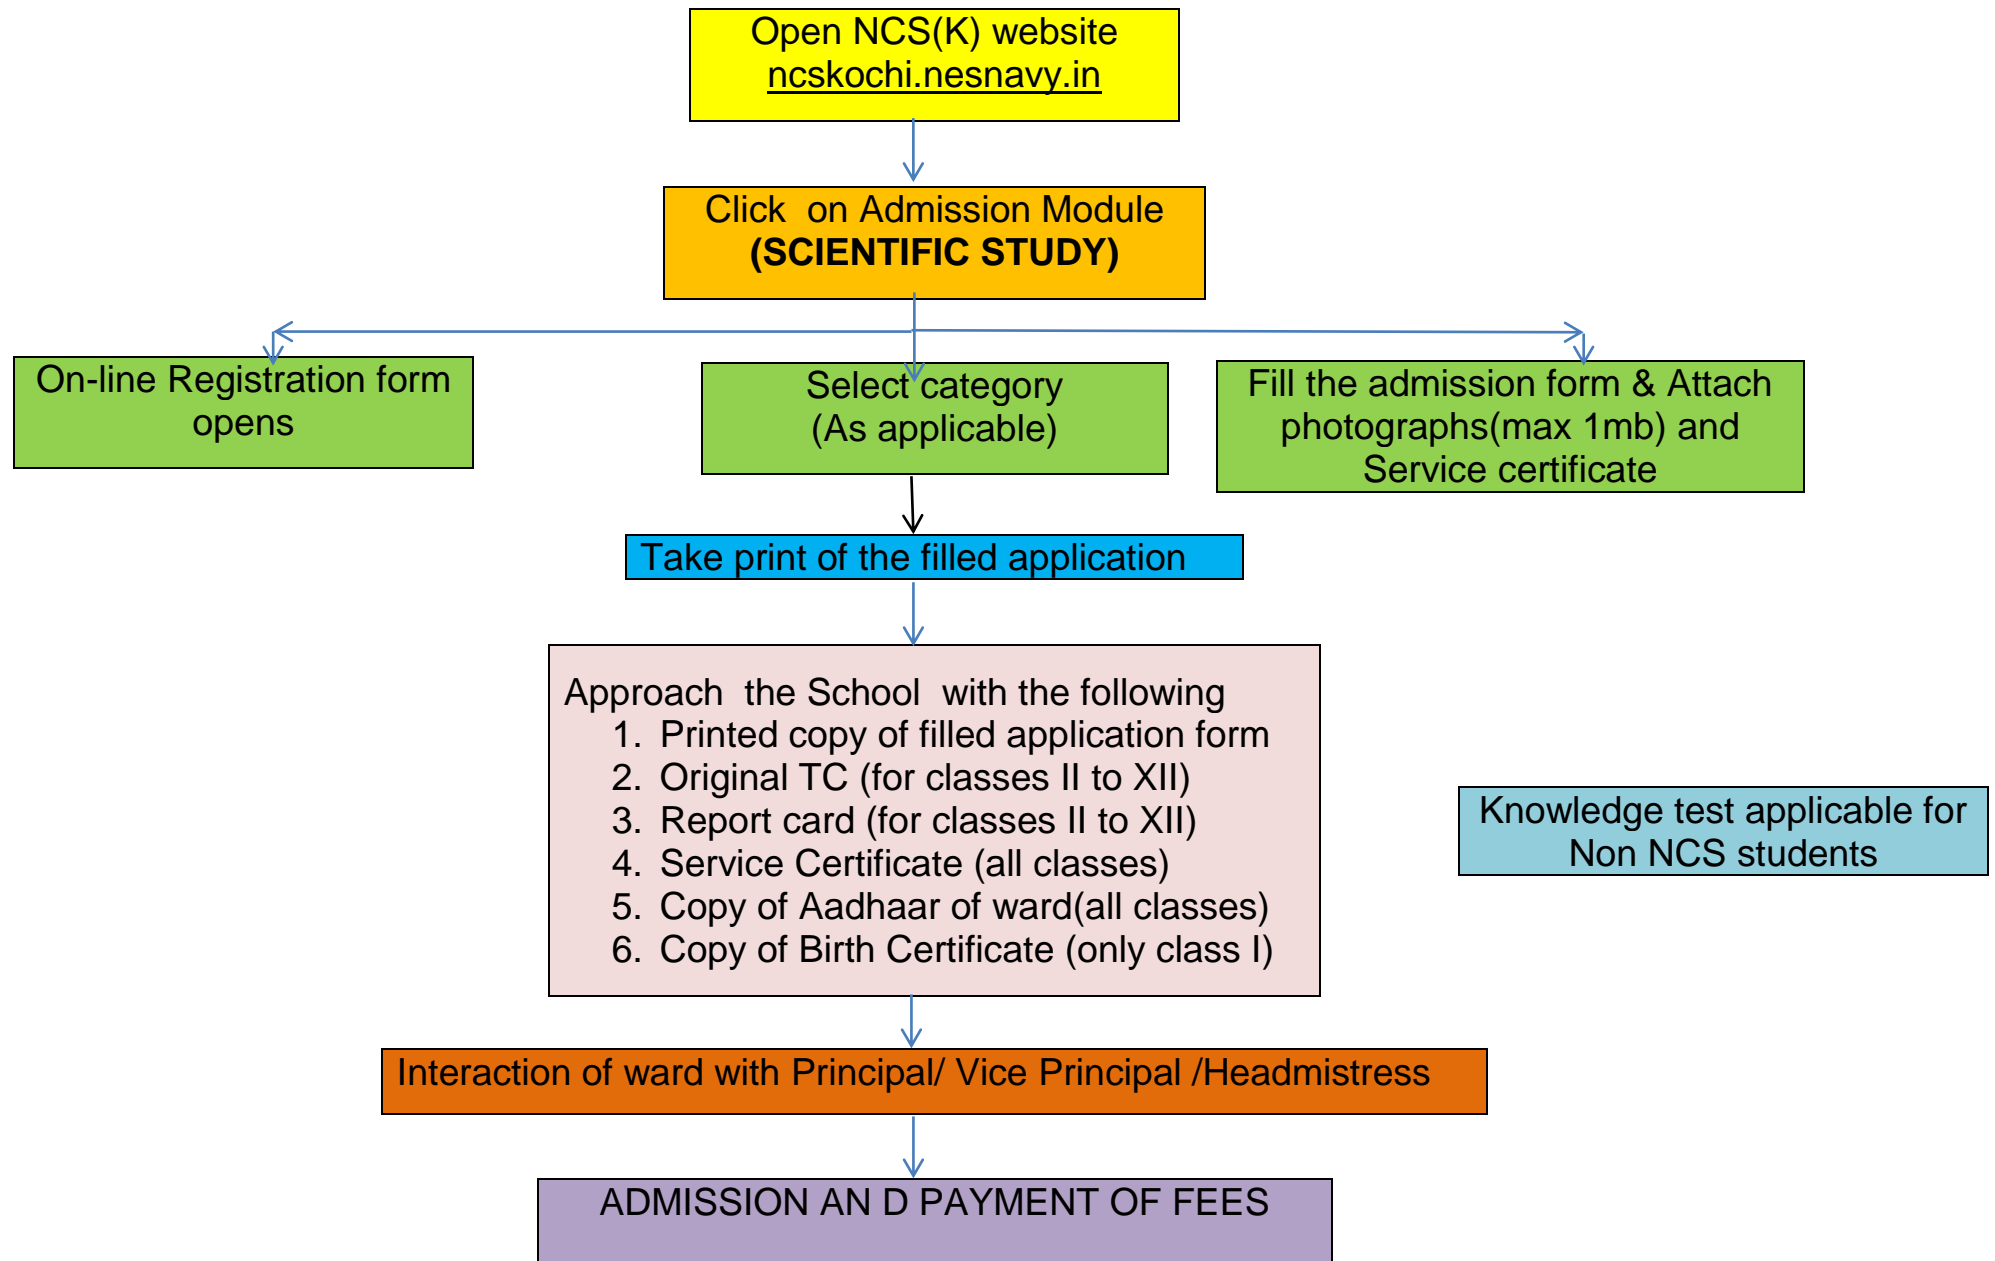 Open NCS(K) website
ncskochi.nesnavy.in
Click on Admission Module
(SCIENTIFIC STUDY)
On-line Registration form
opens
Select category
(As applicable)
Fill the admission form & Attach
photographs(max 1mb) and
Service certificate
Take print of the filled application
Approach the School with the following
1. Printed copy of filled application form
2. Original TC (for classes II to XII)
3. Report card (for classes II to XII)
4. Service Certificate (all classes)
5. Copy of Aadhaar of ward(all classes)
6. Copy of Birth Certificate (only class I)
Knowledge test applicable for
Non NCS students
Interaction of ward with Principal/ Vice Principal /Headmistress
ADMISSION AN D PAYMENT OF FEES